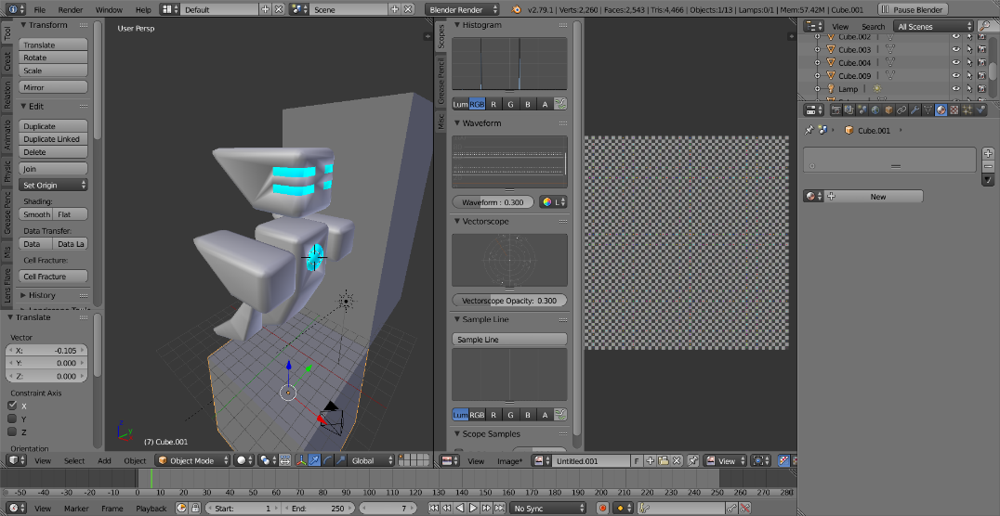 File Render Window Help Default Scene Blender Render v2.79.1 | Verts:2,260 | Faces:2,543 | Tris:4,466 | Objects:1/13 | Lamps:0/1 | Mem:57.42M | Cube.001 Pause Blender
Tool
Creat
Relation
Animatio
Physic
Grease Penc
Mis
Lens Flare
Transform
Translate
Rotate
Scale
Mirror
Edit
Duplicate
Duplicate Linked
Delete
Join
Set Origin
Shading:
Smooth Flat
Data Transfer:
Data Data La
Cell Fracture:
Cell Fracture
History
Translate
Vector
X: -0.105
Y: 0.000
Z: 0.000
Constraint Axis
X
Y
Z
Orientation
User Persp
(7) Cube.001
View Select Add Object Object Mode Global
Scopes
Grease Pencil
Misc
Histogram
Lum RGB R G B A
Waveform
Waveform : 0.300 L
Vectorscope
Vectorscope Opacity: 0.300
Sample Line
Sample Line
Lum RGB R G B A
Scope Samples
View Image* Untitled.001 F View
View Search All Scenes
Cube.002
Cube.003
Cube.004
Cube.009
Lamp
Cube.001
New
-50 -40 -30 -20 -10 0 10 20 30 40 50 60 70 80 90 100 110 120 130 140 150 160 170 180 190 200 210 220 230 240 250 260 270 280
View Marker Frame Playback Start: 1 End: 250 7 No Sync